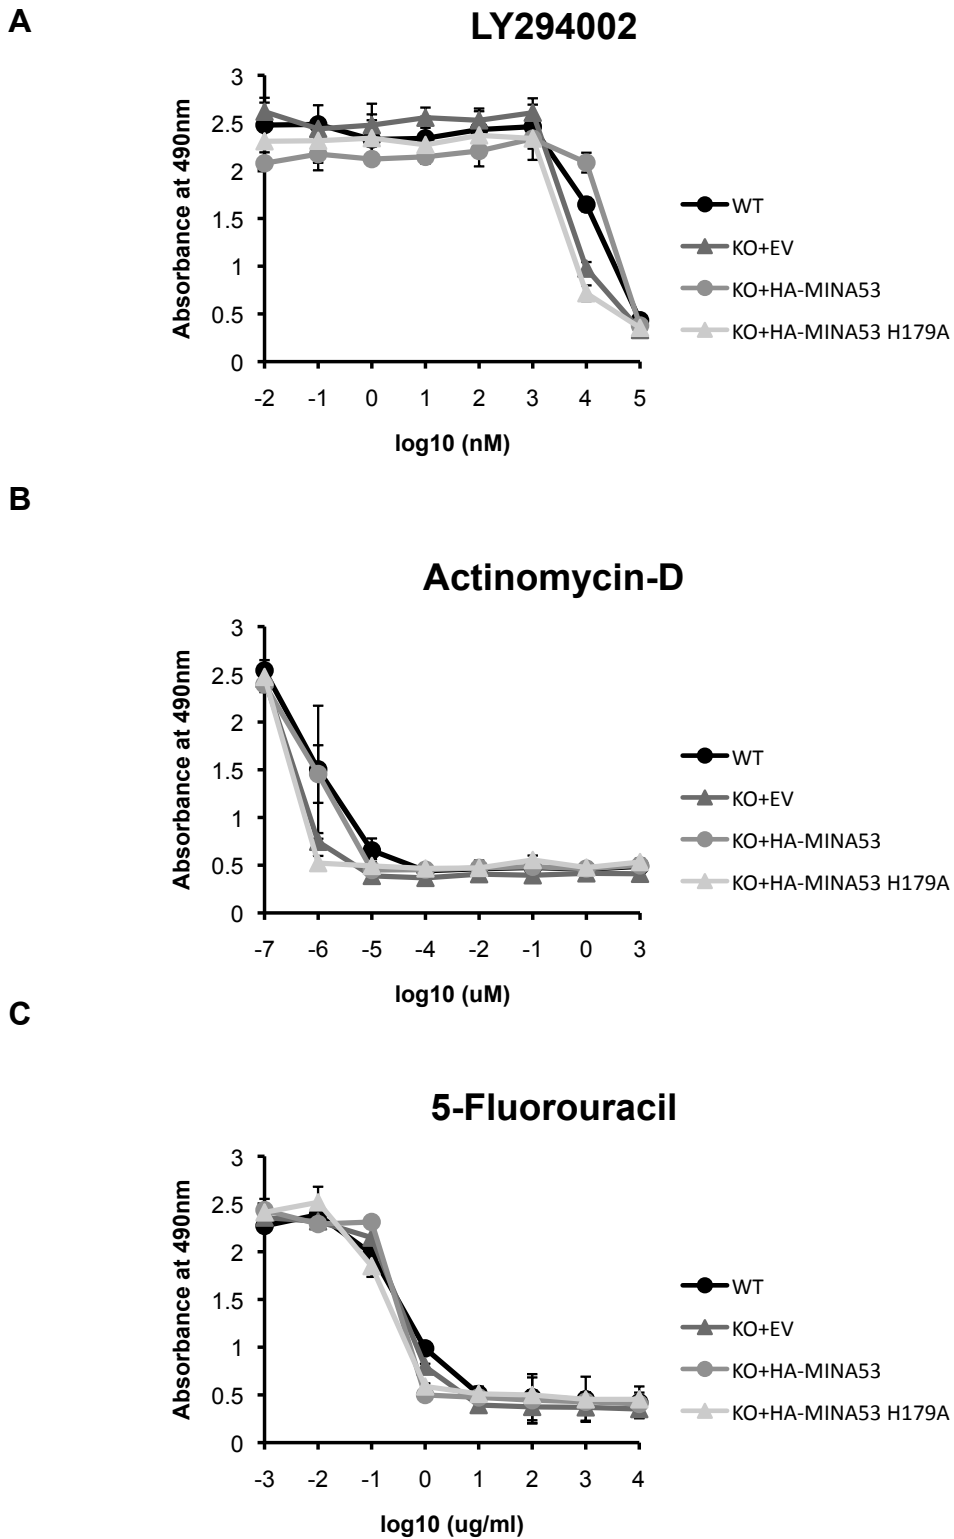 A
LY294002
3
2.5
2
1.5
1
0.5
0
Absorbance at 490nm
-2 -1 0 1 2 3 4 5
log10 (nM)
WT
KO+EV
KO+HA-MINA53
KO+HA-MINA53 H179A
B
Actinomycin-D
3
2.5
2
1.5
1
0.5
0
Absorbance at 490nm
-7 -6 -5 -4 -2 -1 0 3
log10 (uM)
WT
KO+EV
KO+HA-MINA53
KO+HA-MINA53 H179A
C
5-Fluorouracil
3
2.5
2
1.5
1
0.5
0
Absorbance at 490nm
-3 -2 -1 0 1 2 3 4
log10 (ug/ml)
WT
KO+EV
KO+HA-MINA53
KO+HA-MINA53 H179A